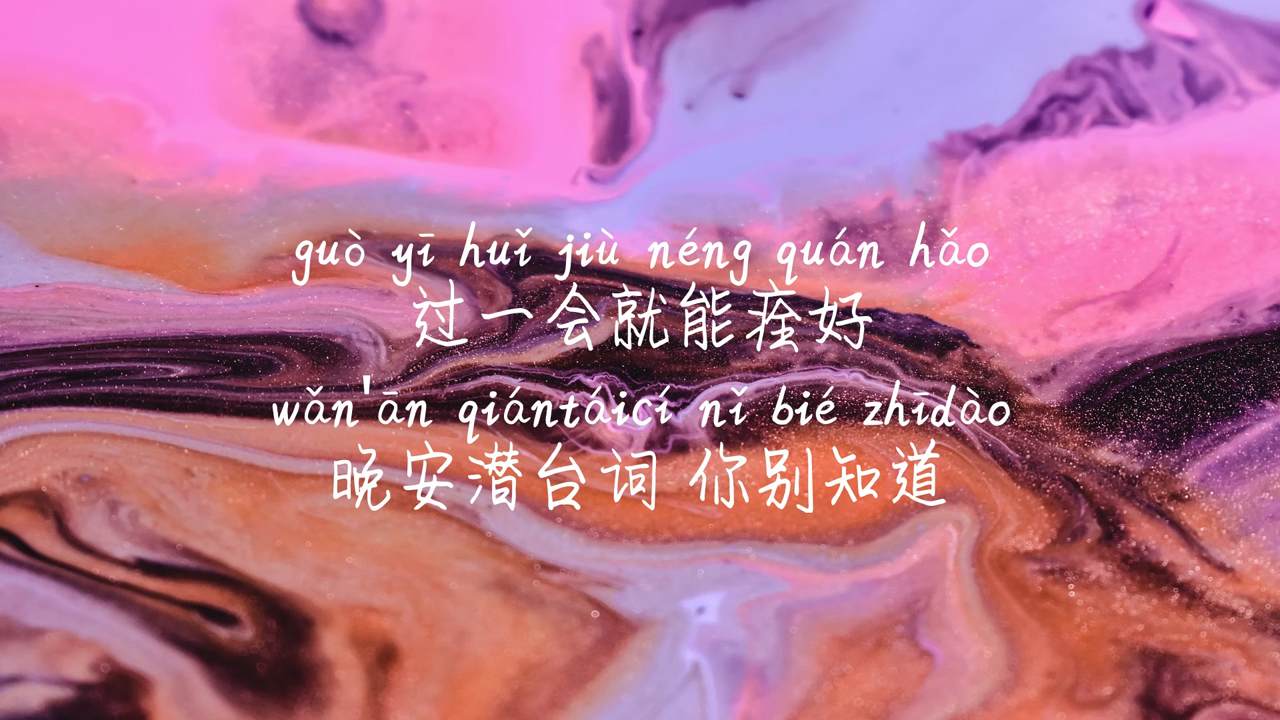 guò yī huǐ jiù néng quán hǎo
过一会就能痊好
wǎn'ān qiántáicí nǐ bié zhīdào
晚安潜台词 你别知道